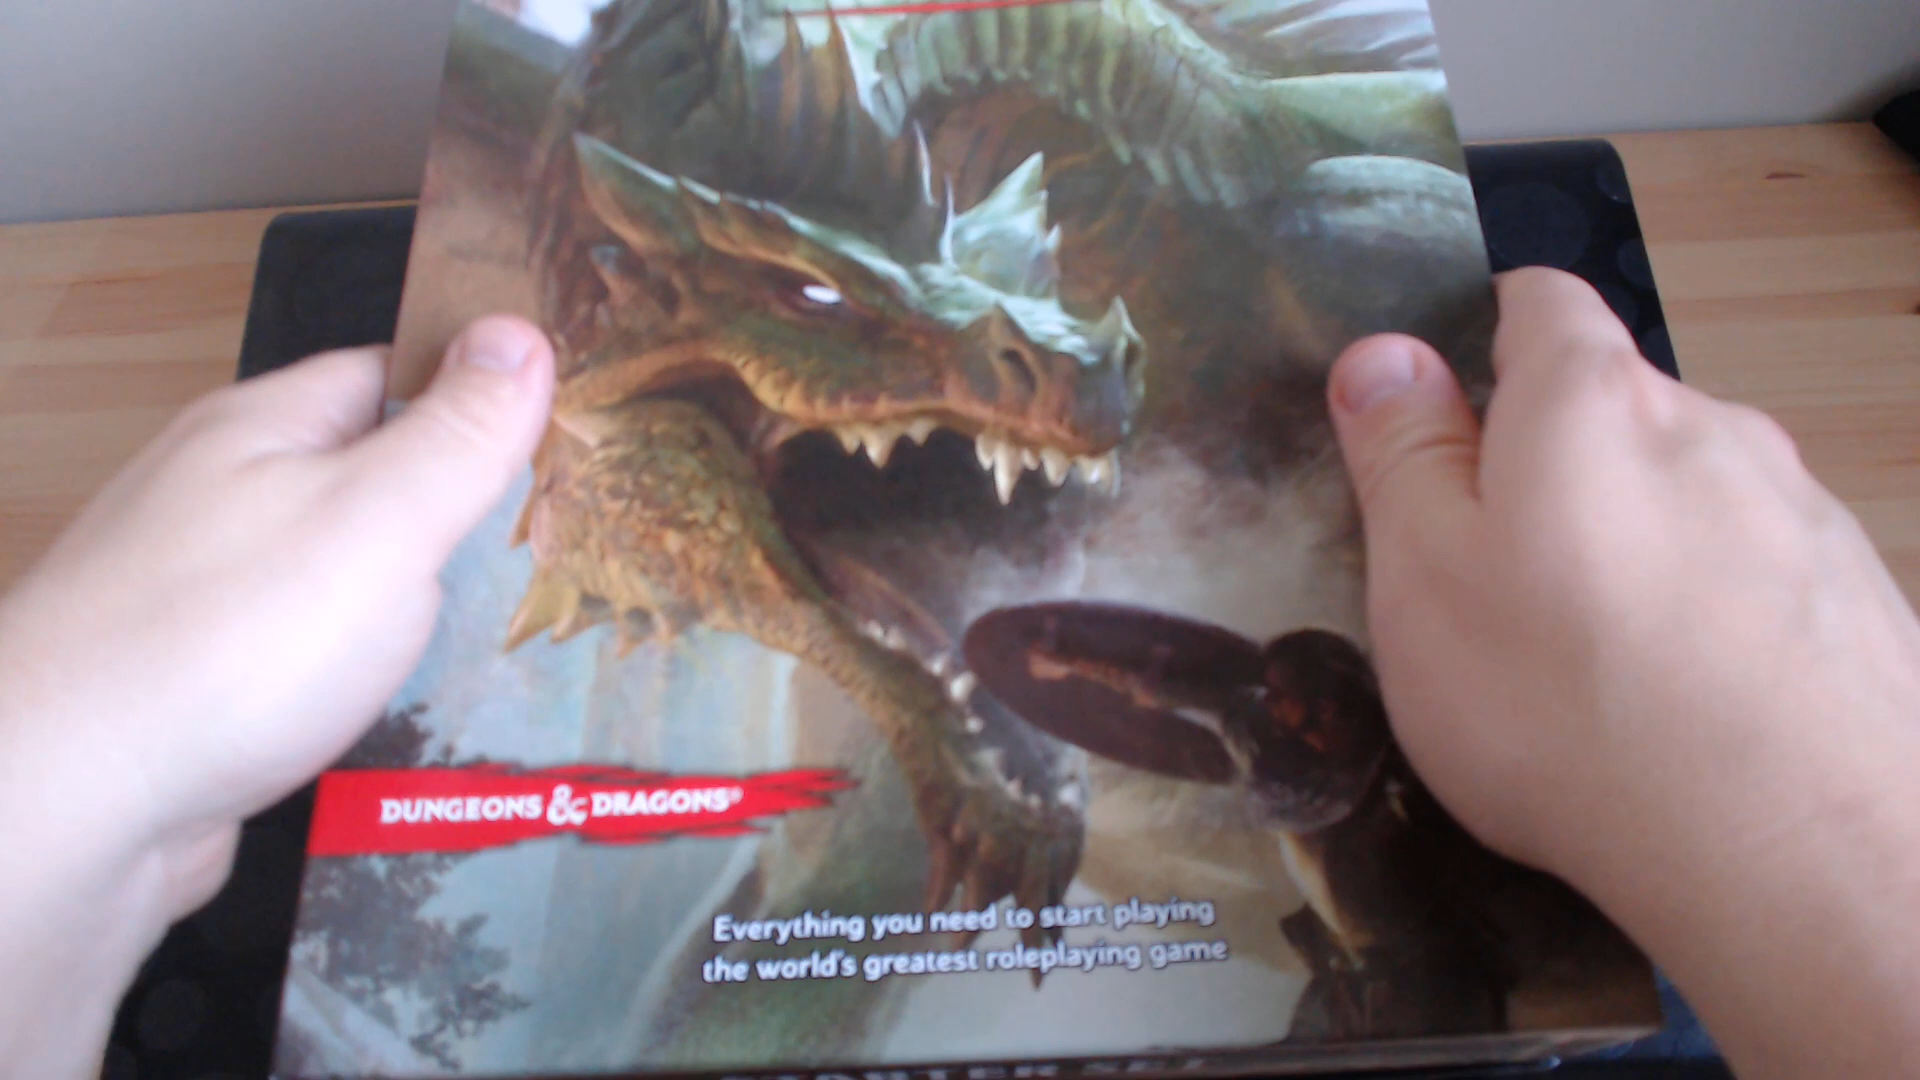 DUNGEONS & DRAGONS®
Everything you need to start playing
the world's greatest roleplaying game